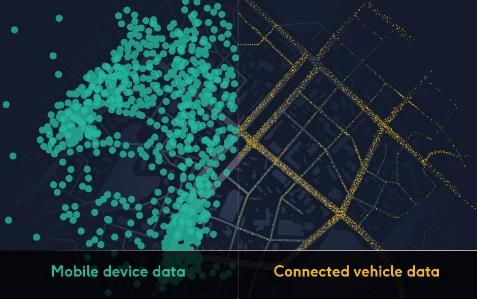 Mobile device data
Connected vehicle data